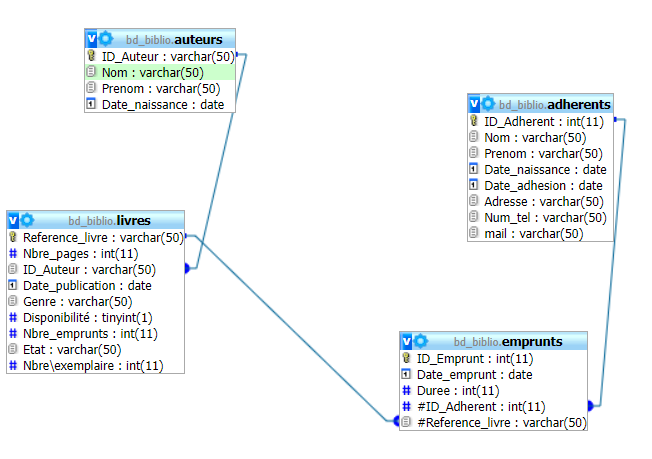 bd_biblio.auteurs
ID_Auteur : varchar(50)
Nom : varchar(50)
Prenom : varchar(50)
Date_naissance : date
bd_biblio.adherents
ID_Adherent : int(11)
Nom : varchar(50)
Prenom : varchar(50)
Date_naissance : date
Date_adhesion : date
Adresse : varchar(50)
Num_tel : varchar(50)
mail : varchar(50)
bd_biblio.livres
Reference_livre : varchar(50)
Nbre_pages : int(11)
ID_Auteur : varchar(50)
Date_publication : date
Genre : varchar(50)
Disponibilité : tinyint(1)
Nbre_emprunts : int(11)
Etat : varchar(50)
Nbre\exemplaire : int(11)
bd_biblio.emprunts
ID_Emprunt : int(11)
Date_emprunt : date
Duree : int(11)
#ID_Adherent : int(11)
#Reference_livre : varchar(50)